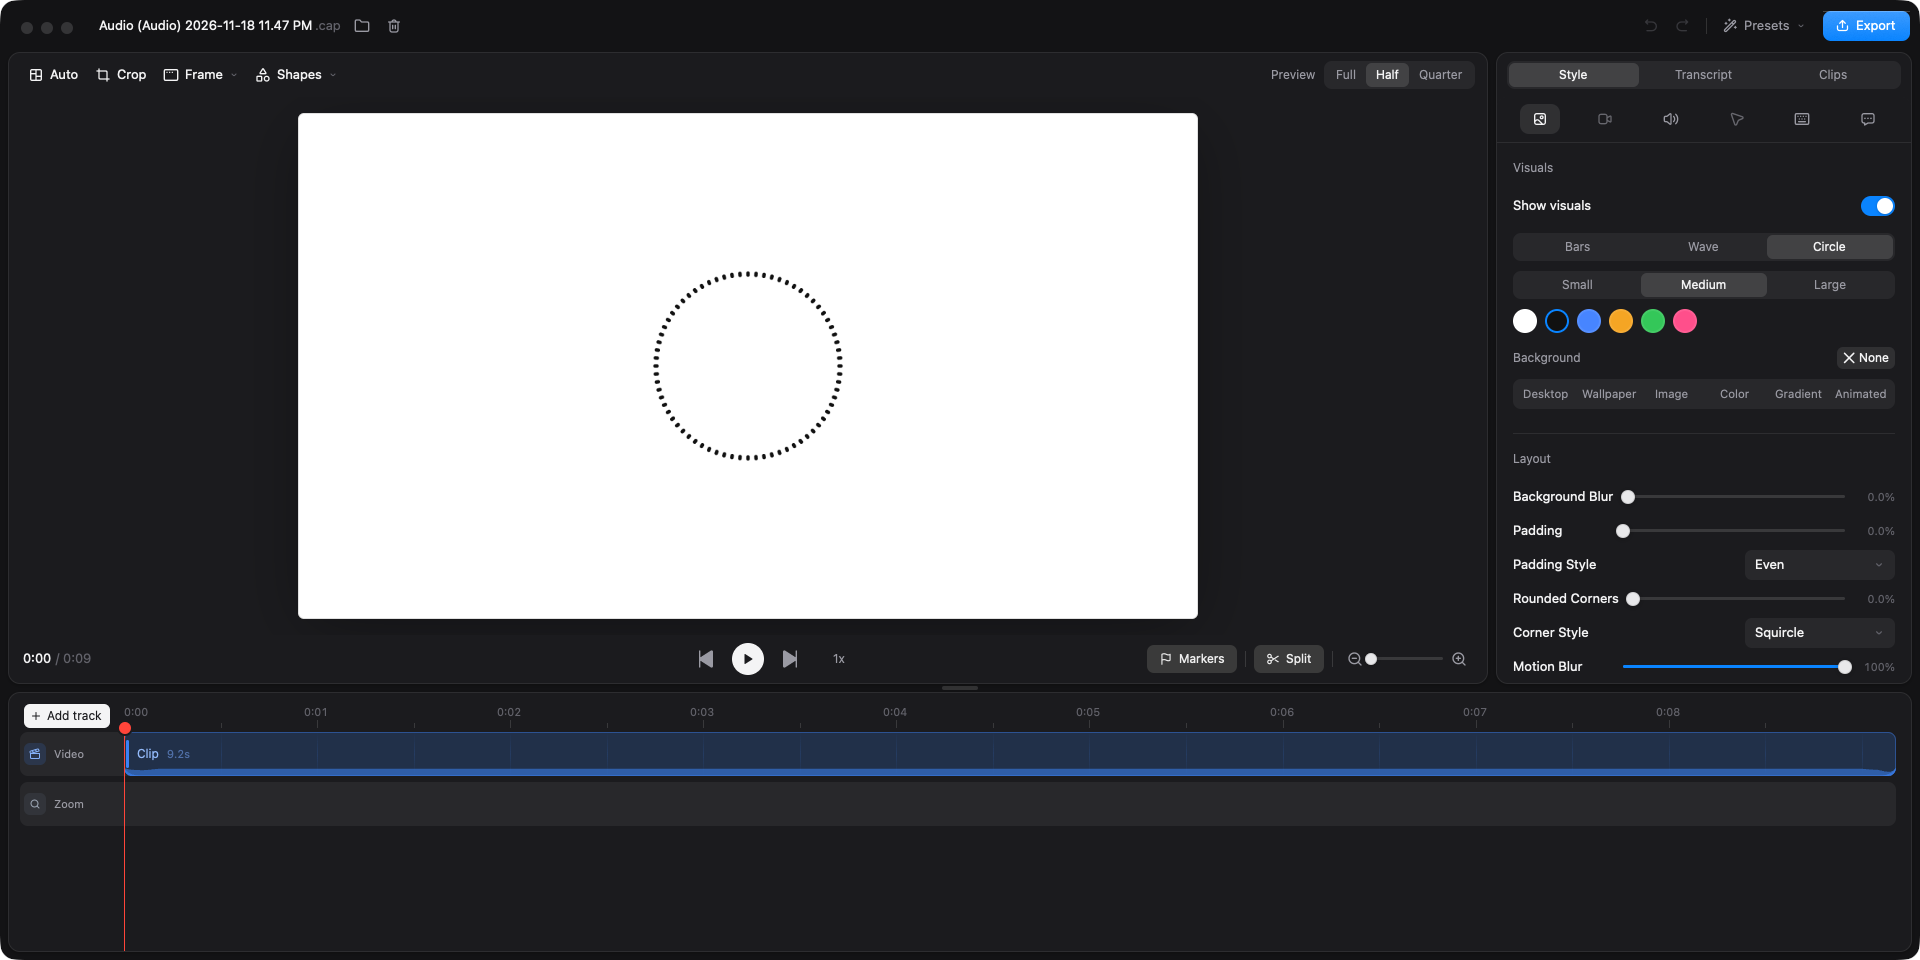 Audio (Audio) 2026-11-18 11.47 PM.cap
Presets
Export
Auto
Crop
Frame
Shapes
Preview
Full
Half
Quarter
Style
Transcript
Clips
Visuals
Show visuals
Bars
Wave
Circle
Small
Medium
Large
Background
None
Desktop
Wallpaper
Image
Color
Gradient
Animated
Layout
Background Blur
0.0%
Padding
0.0%
Padding Style
Even
Rounded Corners
0.0%
Corner Style
Squircle
Motion Blur
100%
0:00 / 0:09
1x
Markers
Split
Add track
0:00
0:01
0:02
0:03
0:04
0:05
0:06
0:07
0:08
Video
Clip 9.2s
Zoom